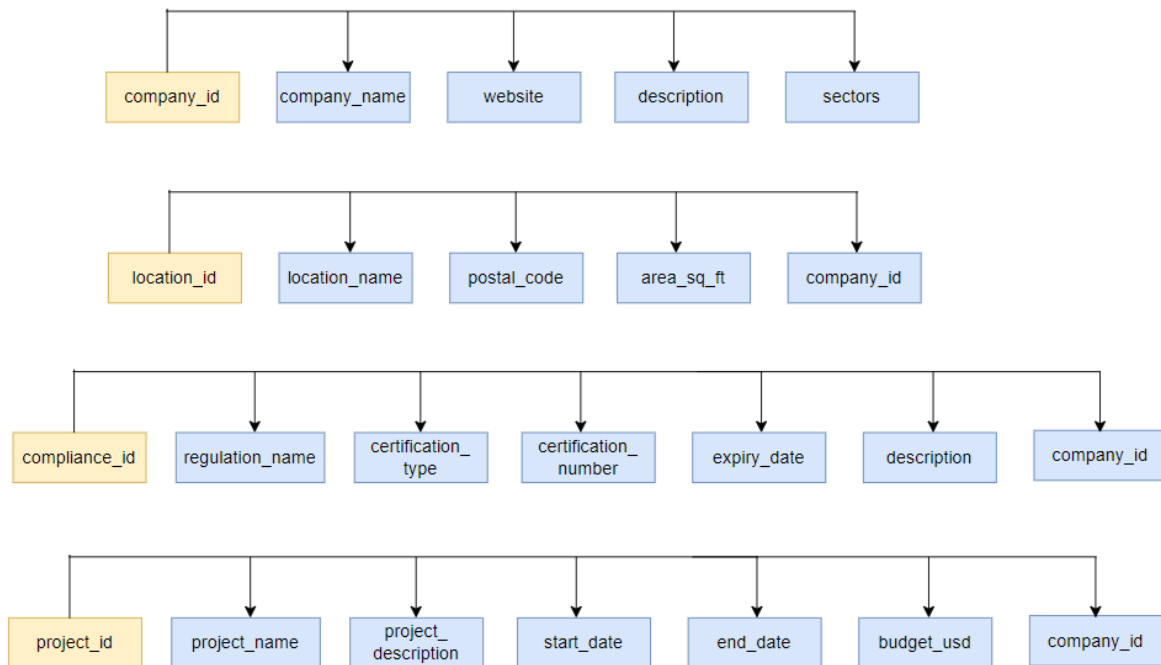 company_id
company_name
website
description
sectors
location_id
location_name
postal_code
area_sq_ft
company_id
compliance_id
regulation_name
certification_
type
certification_
number
expiry_date
description
company_id
project_id
project_name
project_
description
start_date
end_date
budget_usd
company_id